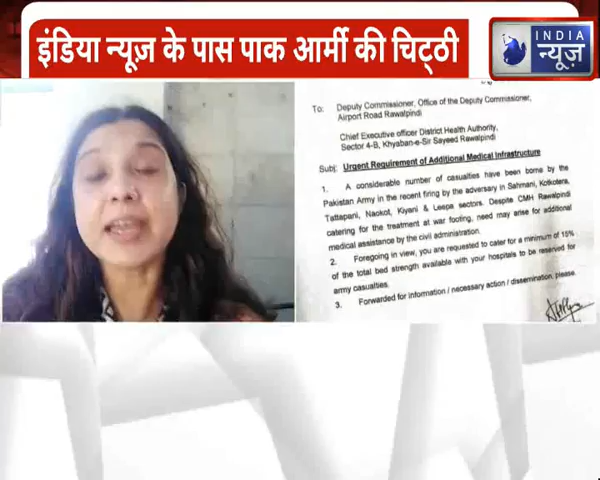 इंडिया न्यूज़ के पास पाक आर्मी की चिट्ठी
INDIA
न्यूज़
To: Deputy Commissioner, Office of the Deputy Commissioner,
Airport Road Rawalpindi
Chief Executive officer District Health Authority,
Sector 4-B, Khyaban-e-Sir Sayeed Rawalpindi
Subj: Urgent Requirement of Additional Medical Infrastructure
1. A considerable number of casualties have been borne by the
Pakistan Army in the recent firing by the adversary in Samani, Kotkotera,
Tattapani, Naokot, Kiyani & Leepa sectors. Despite CMH Rawalpindi
catering for the treatment at war footing, need may arise for additional
medical assistance by the civil administration.
2. Foregoing in view, you are requested to cater for a minimum of 15%
of the total bed strength available with your hospitals to be reserved for
army casualties.
3. Forwarded for information / necessary action / dissemination, please.